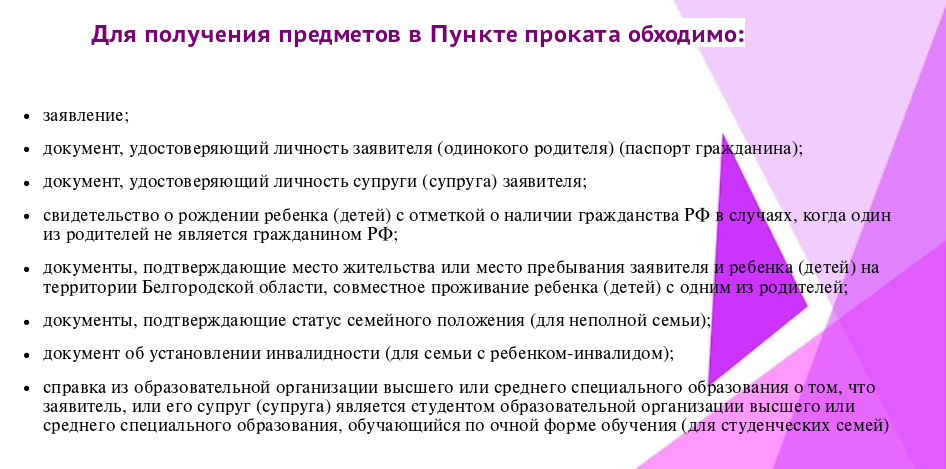 Для получения предметов в Пункте проката обходимо:
• заявление;
• документ, удостоверяющий личность заявителя (одинокого родителя) (паспорт гражданина);
• документ, удостоверяющий личность супруги (супруга) заявителя;
• свидетельство о рождении ребенка (детей) с отметкой о наличии гражданства РФ в случаях, когда один
из родителей не является гражданином РФ;
• документы, подтверждающие место жительства или место пребывания заявителя и ребенка (детей) на
территории Белгородской области, совместное проживание ребенка (детей) с одним из родителей;
• документы, подтверждающие статус семейного положения (для неполной семьи);
• документ об установлении инвалидности (для семьи с ребенком-инвалидом);
• справка из образовательной организации высшего или среднего специального образования о том, что
заявитель, или его супруг (супруга) является студентом образовательной организации высшего или
среднего специального образования, обучающийся по очной форме обучения (для студенческих семей)